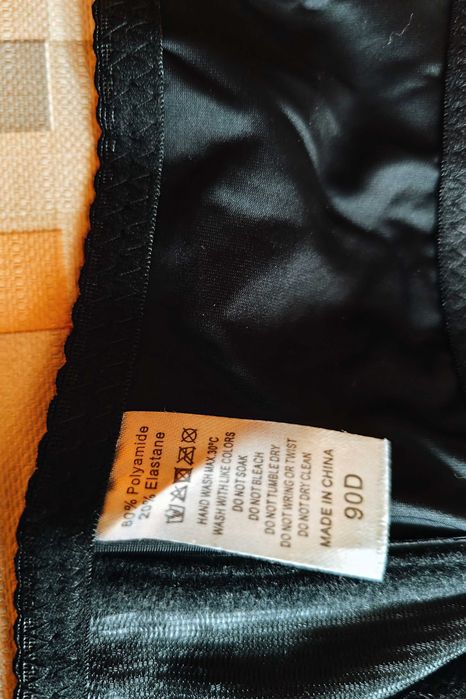 80% Polyamide
20% Elastane
HAND WASH MAX 30°C
WASH WITH LIKE COLORS
DO NOT SOAK
DO NOT BLEACH
DO NOT TUMBLE DRY
DO NOT WRING OR TWIST
DO NOT DRY CLEAN
MADE IN CHINA
90D